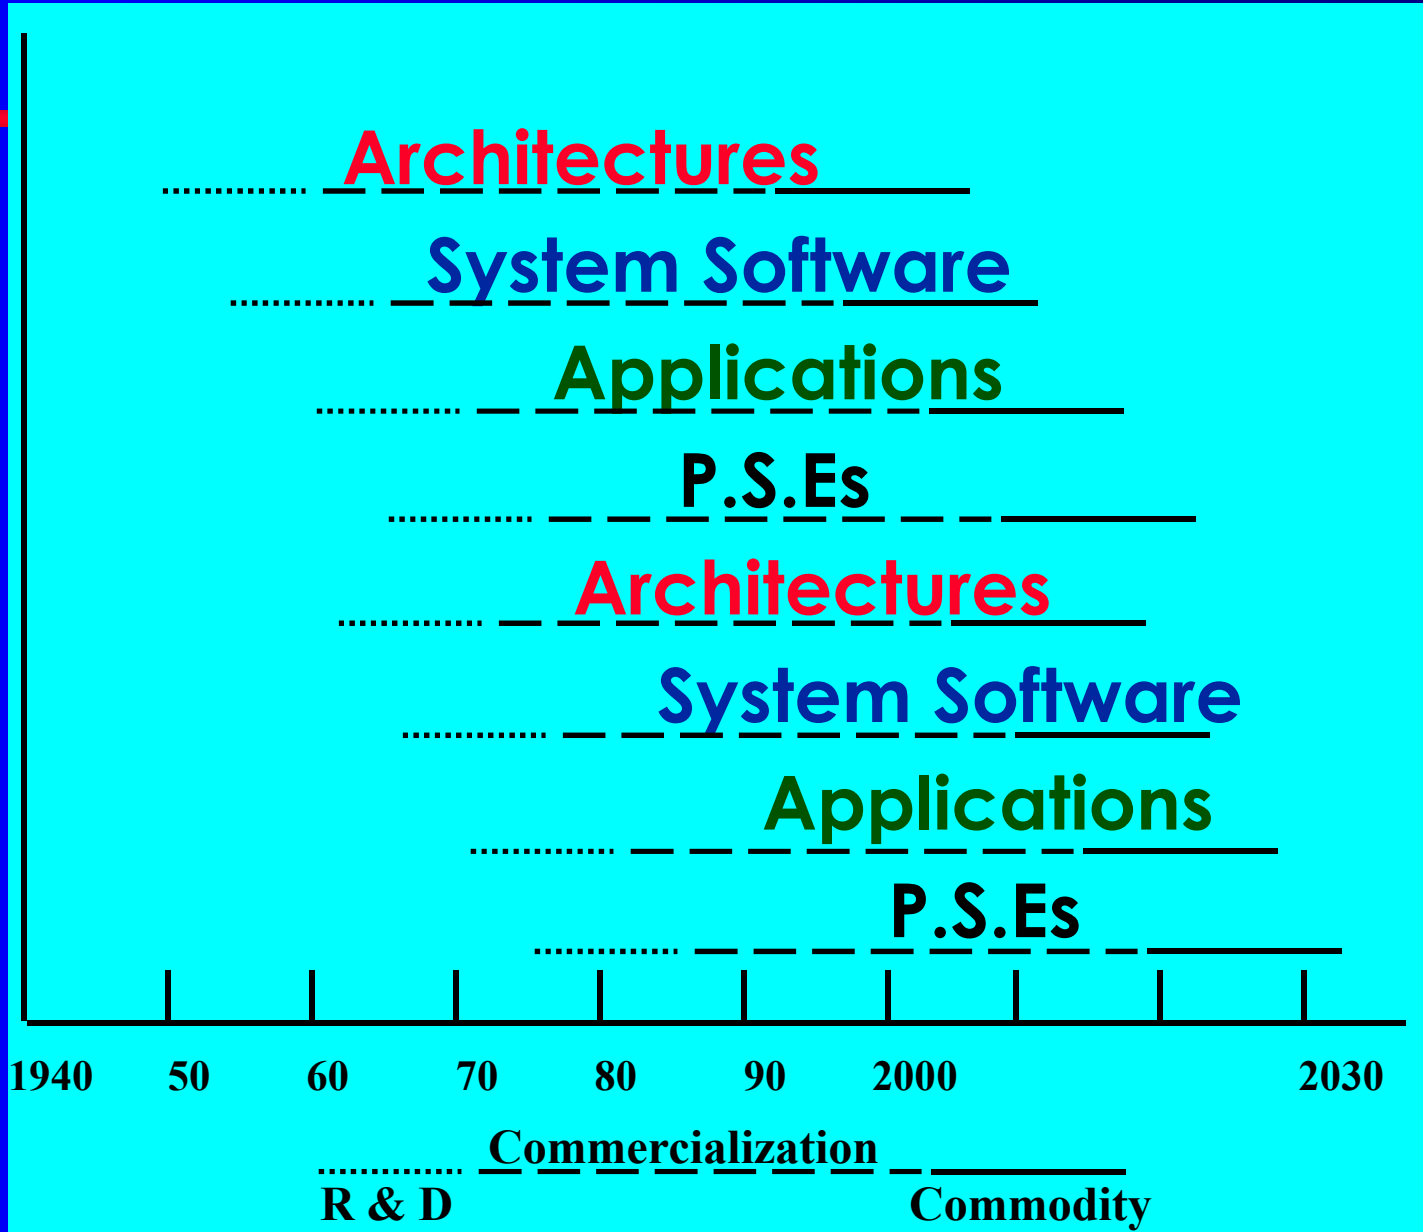 Architectures
System Software
Applications
P.S.Es
Architectures
System Software
Applications
P.S.Es
1940 50 60 70 80 90 2000 2030
Commercialization
R & D Commodity